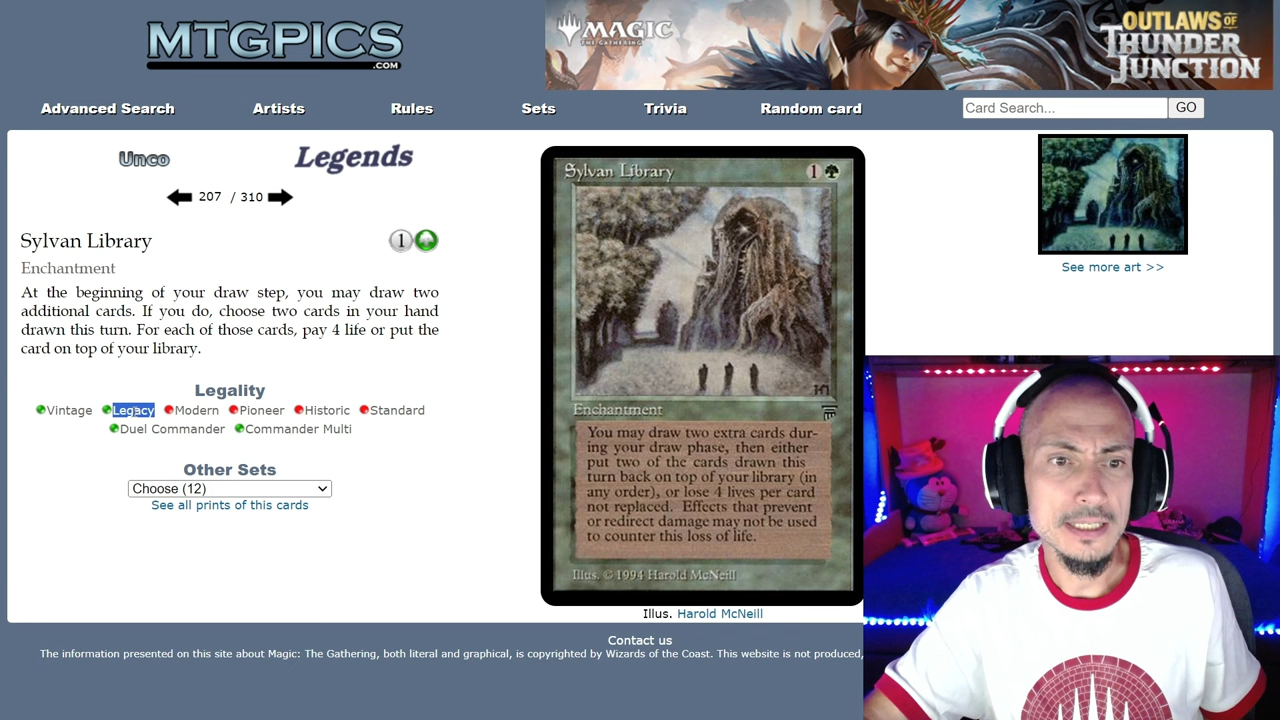 MTGPICS
.COM
MAGIC
THE GATHERING
OUTLAWS OF
THUNDER
JUNCTION
Advanced Search Artists Rules Sets Trivia Random card Card Search... GO
Unco Legends
207 / 310
Sylvan Library 1
Enchantment
At the beginning of your draw step, you may draw two
additional cards. If you do, choose two cards in your hand
drawn this turn. For each of those cards, pay 4 life or put the
card on top of your library.
Legality
Vintage Legacy Modern Pioneer Historic Standard
Duel Commander Commander Multi
Other Sets
Choose (12)
See all prints of this cards
Sylvan Library 1
Enchantment
You may draw two extra cards dur-
ing your draw phase, then either
put two of the cards drawn this
turn back on top of your library (in
any order), or lose 4 lives per card
not replaced. Effects that prevent
or redirect damage may not be used
to counter this loss of life.
Illus. © 1994 Harold McNeill
Illus. Harold McNeill
See more art >>
Contact us
The information presented on this site about Magic: The Gathering, both literal and graphical, is copyrighted by Wizards of the Coast. This website is not produced,